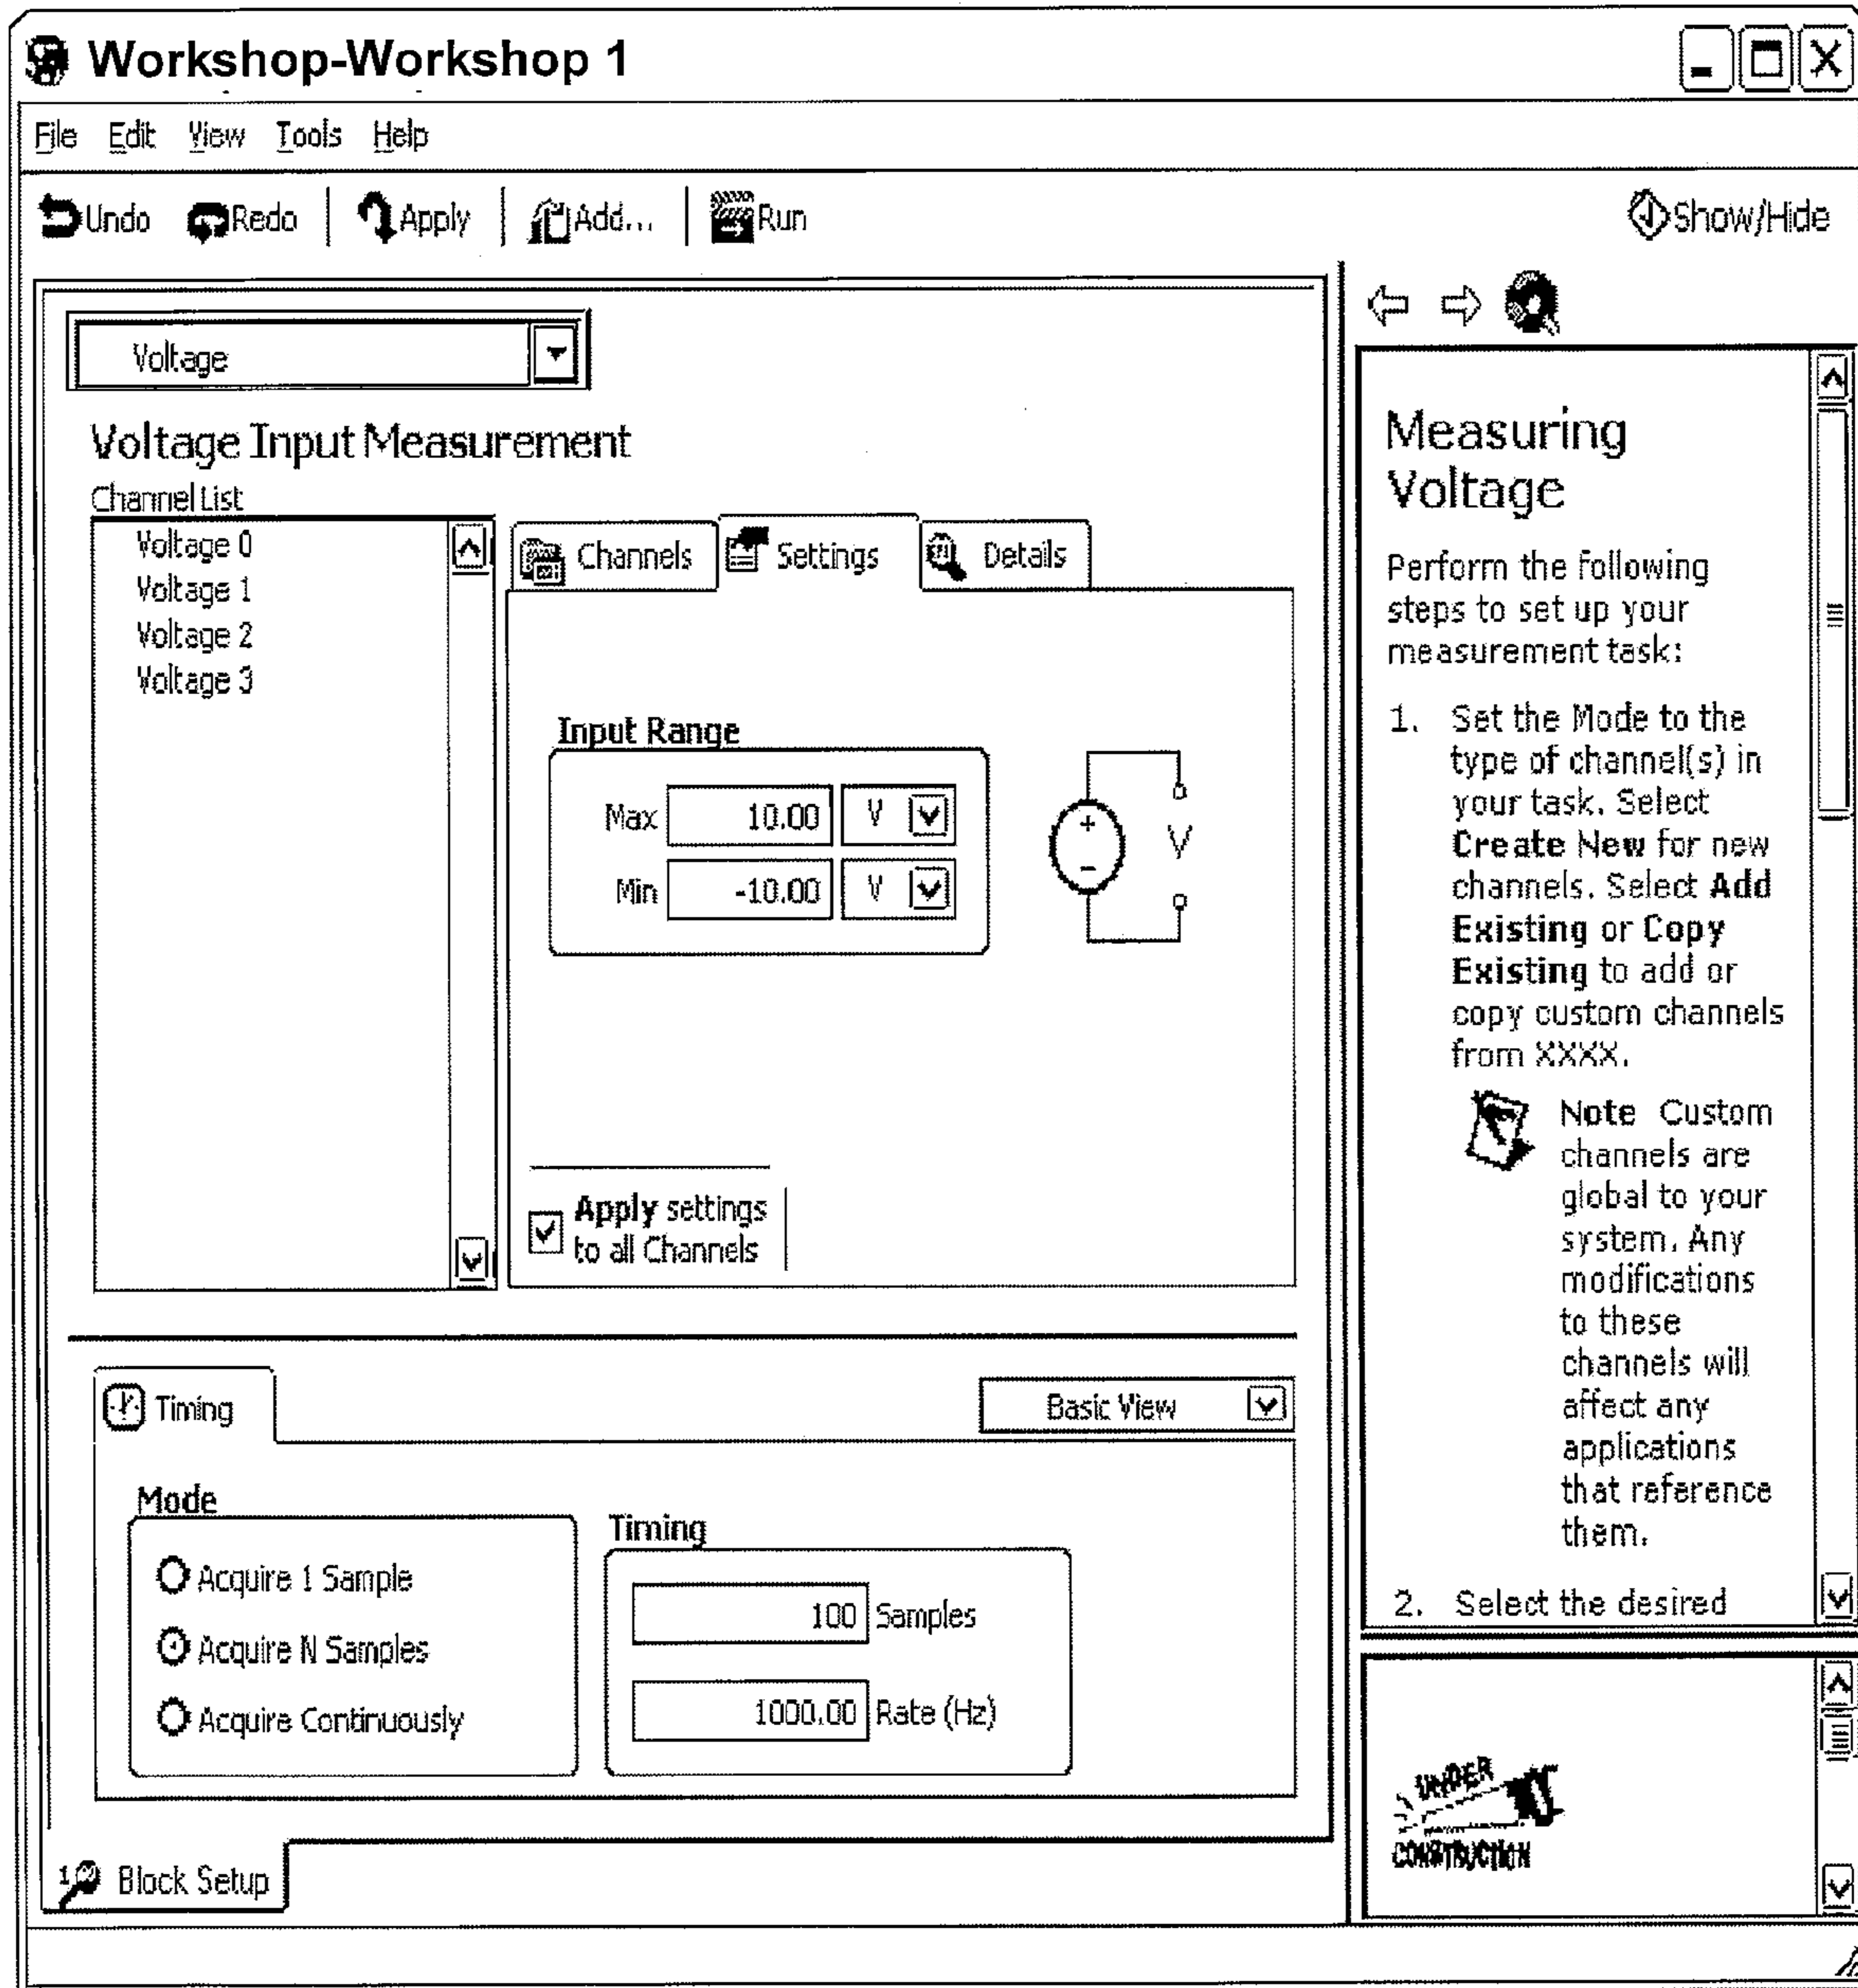 Workshop-Workshop 1
File Edit View Tools Help
Undo Redo Apply Add... Run Show/Hide
Voltage
Voltage Input Measurement
Channel List
Voltage 0
Voltage 1
Voltage 2
Voltage 3
Channels Settings Details
Input Range
Max 10.00 V
Min -10.00 V
+
-
V
Apply settings
to all Channels
Timing
Basic View
Mode
Acquire 1 Sample
Acquire N Samples
Acquire Continuously
Timing
100 Samples
1000.00 Rate (Hz)
Block Setup
Measuring
Voltage
Perform the following
steps to set up your
measurement task:
1. Set the Mode to the
type of channel(s) in
your task. Select
Create New for new
channels. Select Add
Existing or Copy
Existing to add or
copy custom channels
from XXXX.
Note Custom
channels are
global to your
system. Any
modifications
to these
channels will
affect any
applications
that reference
them.
2. Select the desired
UNDER
CONSTRUCTION